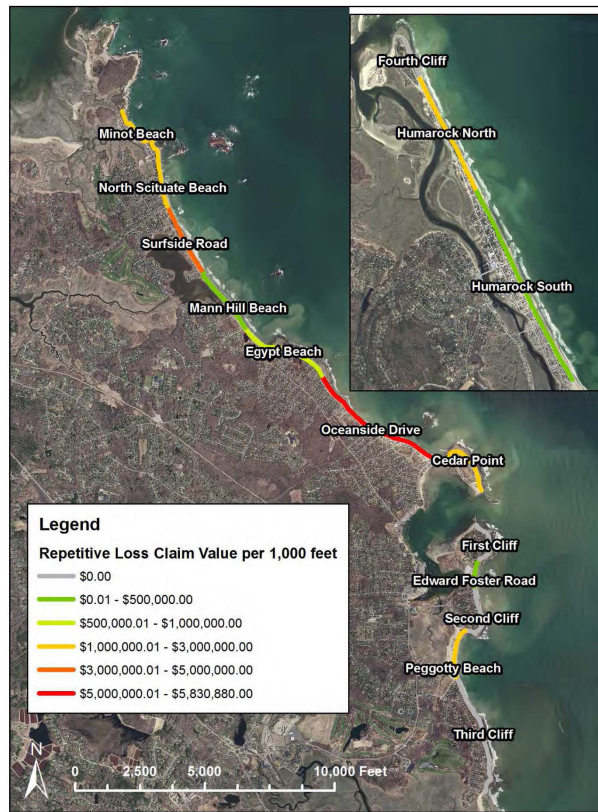 Minot Beach
North Scituate Beach
Surfside Road
Mann Hill Beach
Egypt Beach
Oceanside Drive
Cedar Point
First Cliff
Edward Foster Road
Second Cliff
Peggotty Beach
Third Cliff
Fourth Cliff
Humarock North
Humarock South
Legend
Repetitive Loss Claim Value per 1,000 feet
$0.00
$0.01 - $500,000.00
$500,000.01 - $1,000,000.00
$1,000,000.01 - $3,000,000.00
$3,000,000.01 - $5,000,000.00
$5,000,000.01 - $5,830,880.00
N
0 2,500 5,000 10,000 Feet